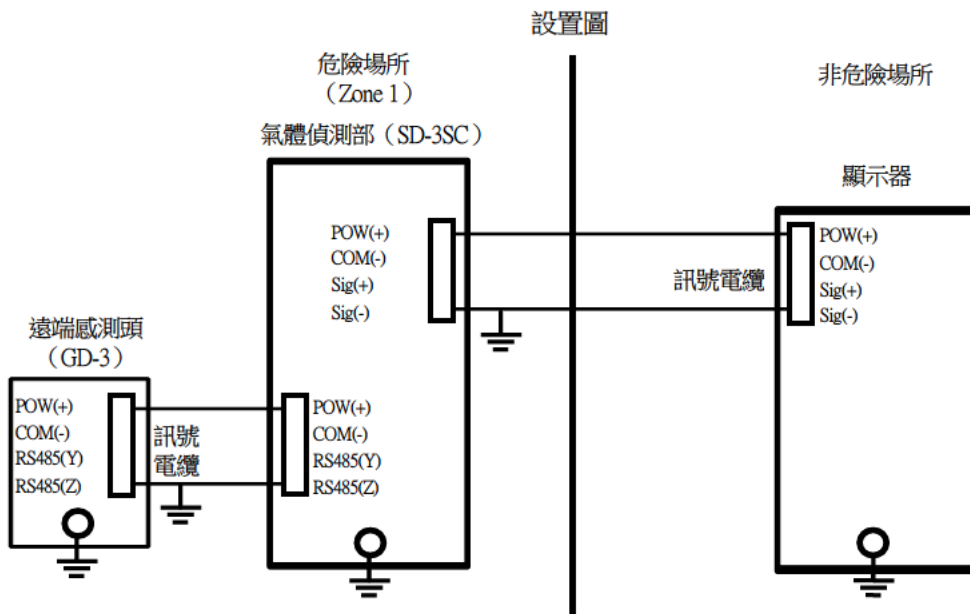 設置圖
危險場所
（Zone 1）
非危險場所
氣體偵測部（SD-3SC）
顯示器
POW(+)
COM(-)
Sig(+)
Sig(-)
訊號電纜
POW(+)
COM(-)
Sig(+)
Sig(-)
遠端感測頭
（GD-3）
POW(+)
COM(-)
RS485(Y)
RS485(Z)
訊號
電纜
POW(+)
COM(-)
RS485(Y)
RS485(Z)